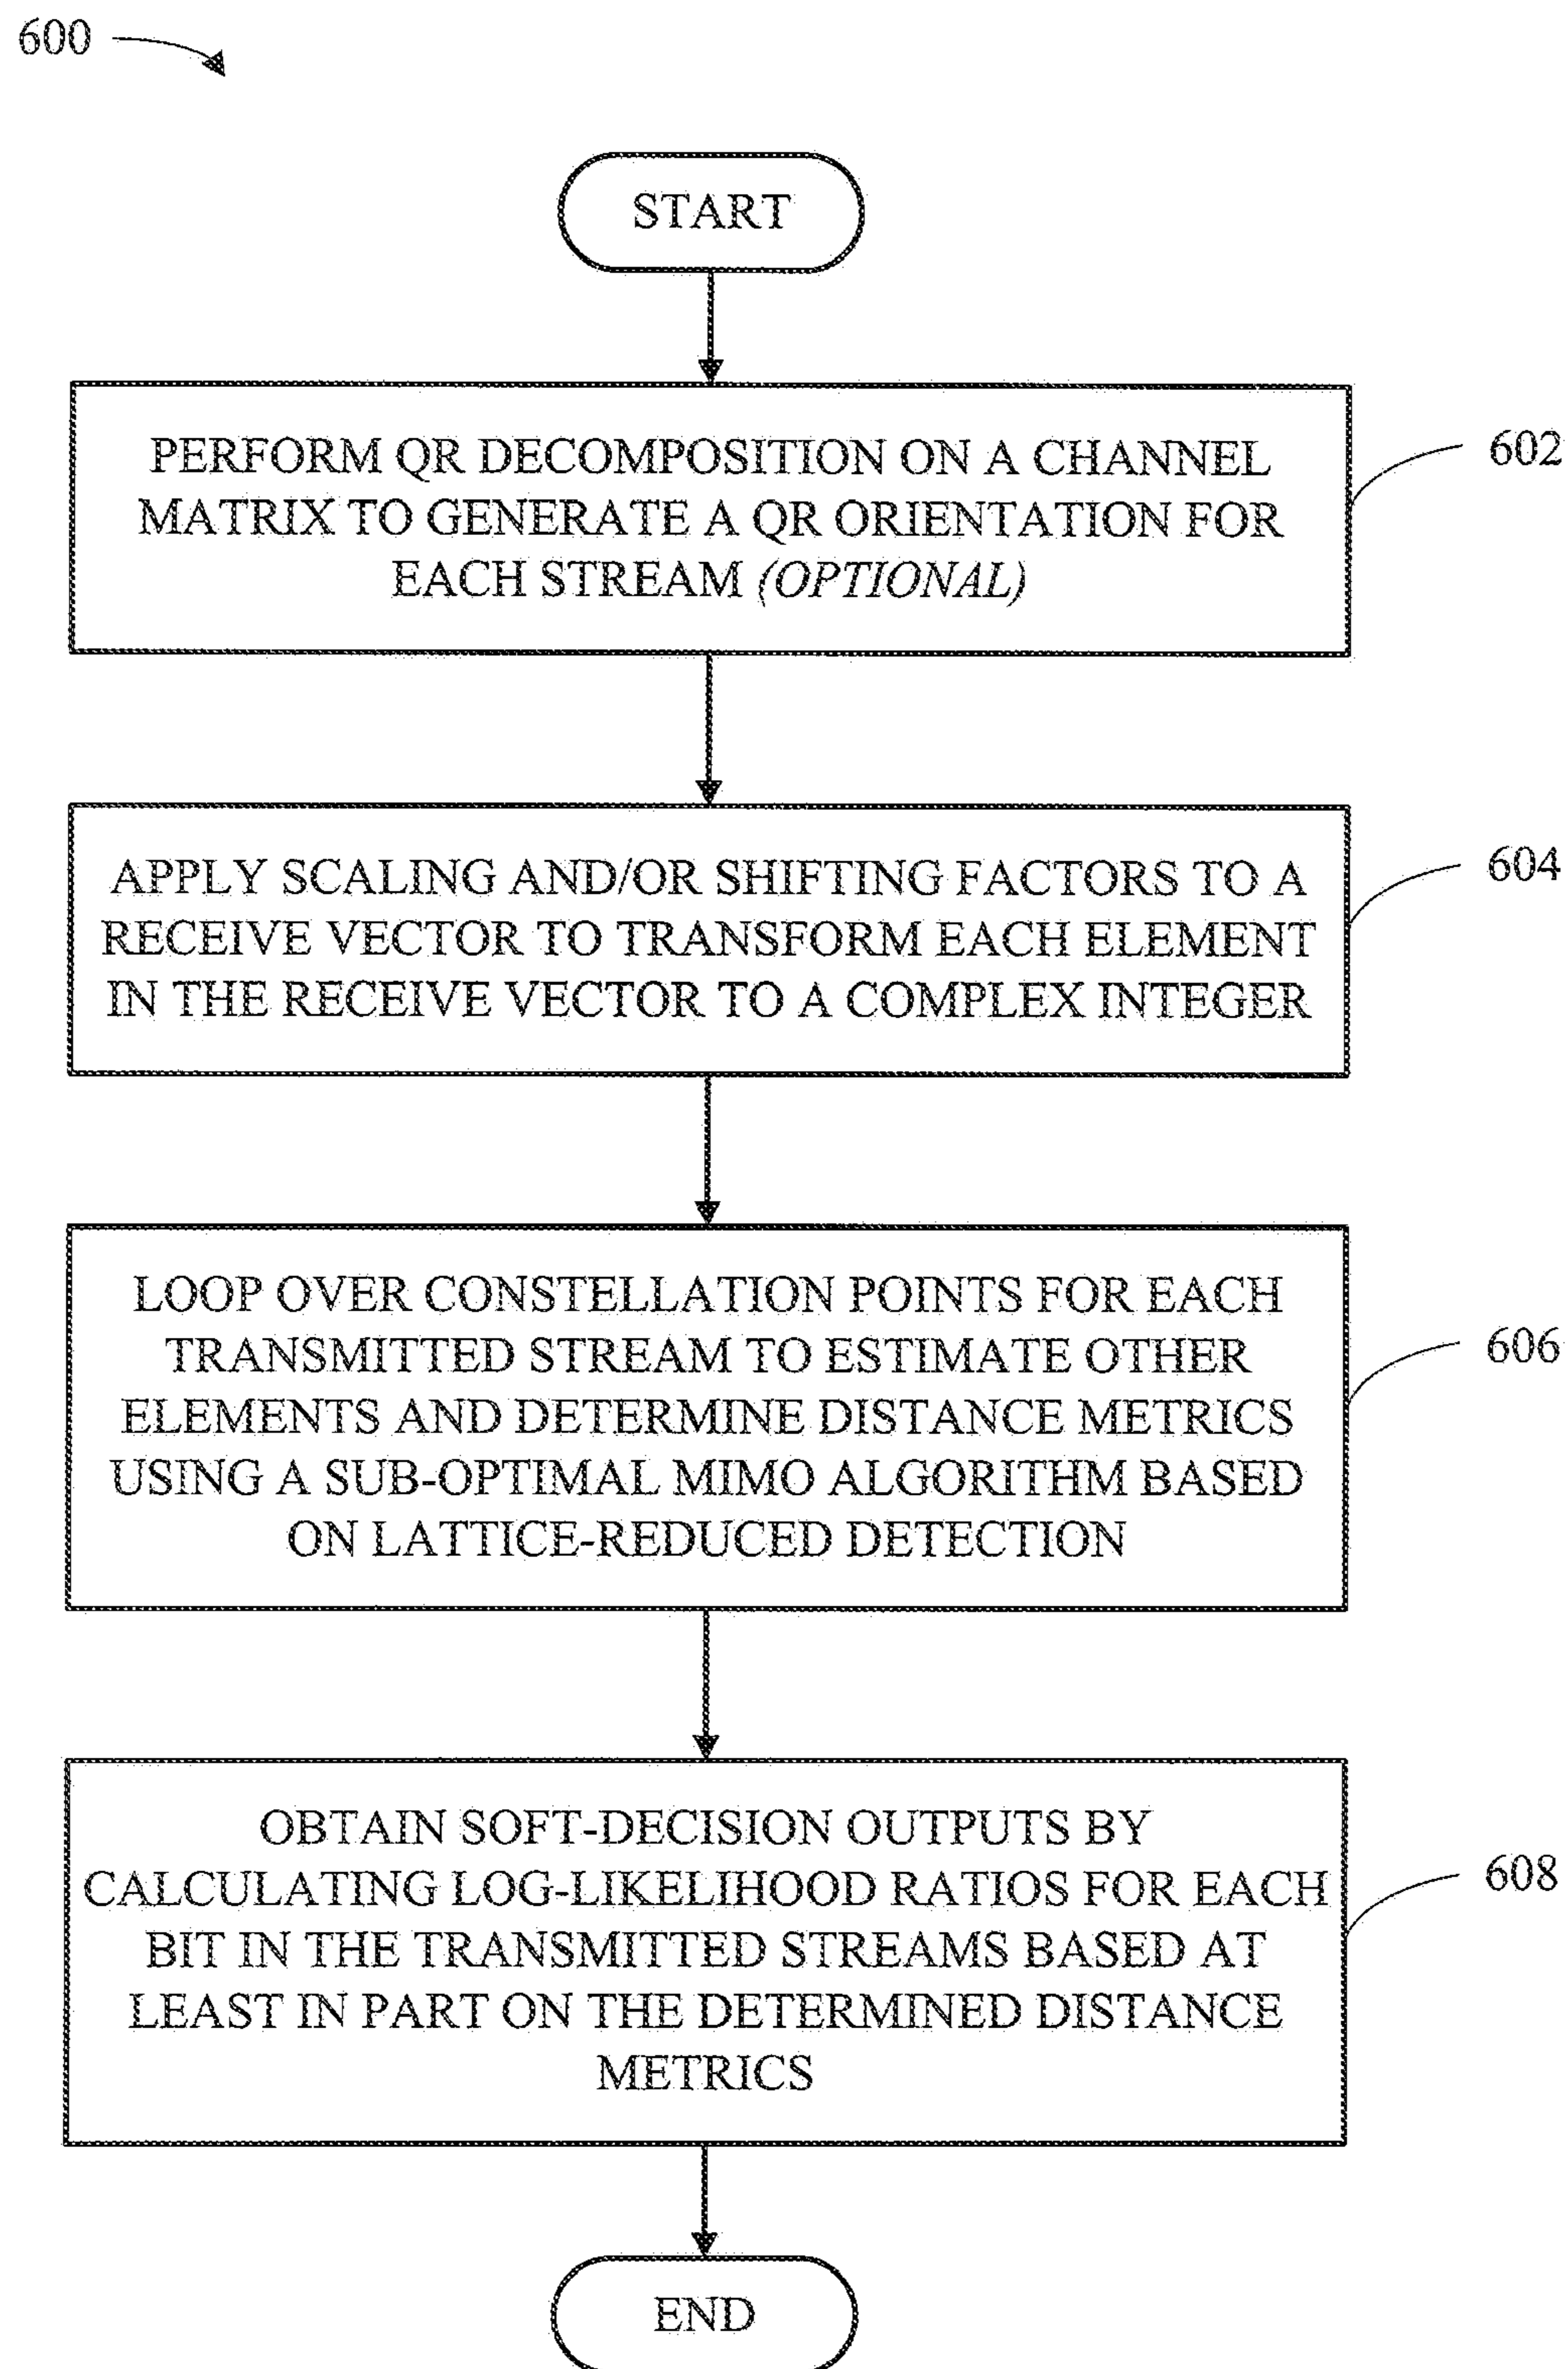 600
START
PERFORM QR DECOMPOSITION ON A CHANNEL
MATRIX TO GENERATE A QR ORIENTATION FOR
EACH STREAM (OPTIONAL)
602
APPLY SCALING AND/OR SHIFTING FACTORS TO A
RECEIVE VECTOR TO TRANSFORM EACH ELEMENT
IN THE RECEIVE VECTOR TO A COMPLEX INTEGER
604
LOOP OVER CONSTELLATION POINTS FOR EACH
TRANSMITTED STREAM TO ESTIMATE OTHER
ELEMENTS AND DETERMINE DISTANCE METRICS
USING A SUB-OPTIMAL MIMO ALGORITHM BASED
ON LATTICE-REDUCED DETECTION
606
OBTAIN SOFT-DECISION OUTPUTS BY
CALCULATING LOG-LIKELIHOOD RATIOS FOR EACH
BIT IN THE TRANSMITTED STREAMS BASED AT
LEAST IN PART ON THE DETERMINED DISTANCE
METRICS
608
END